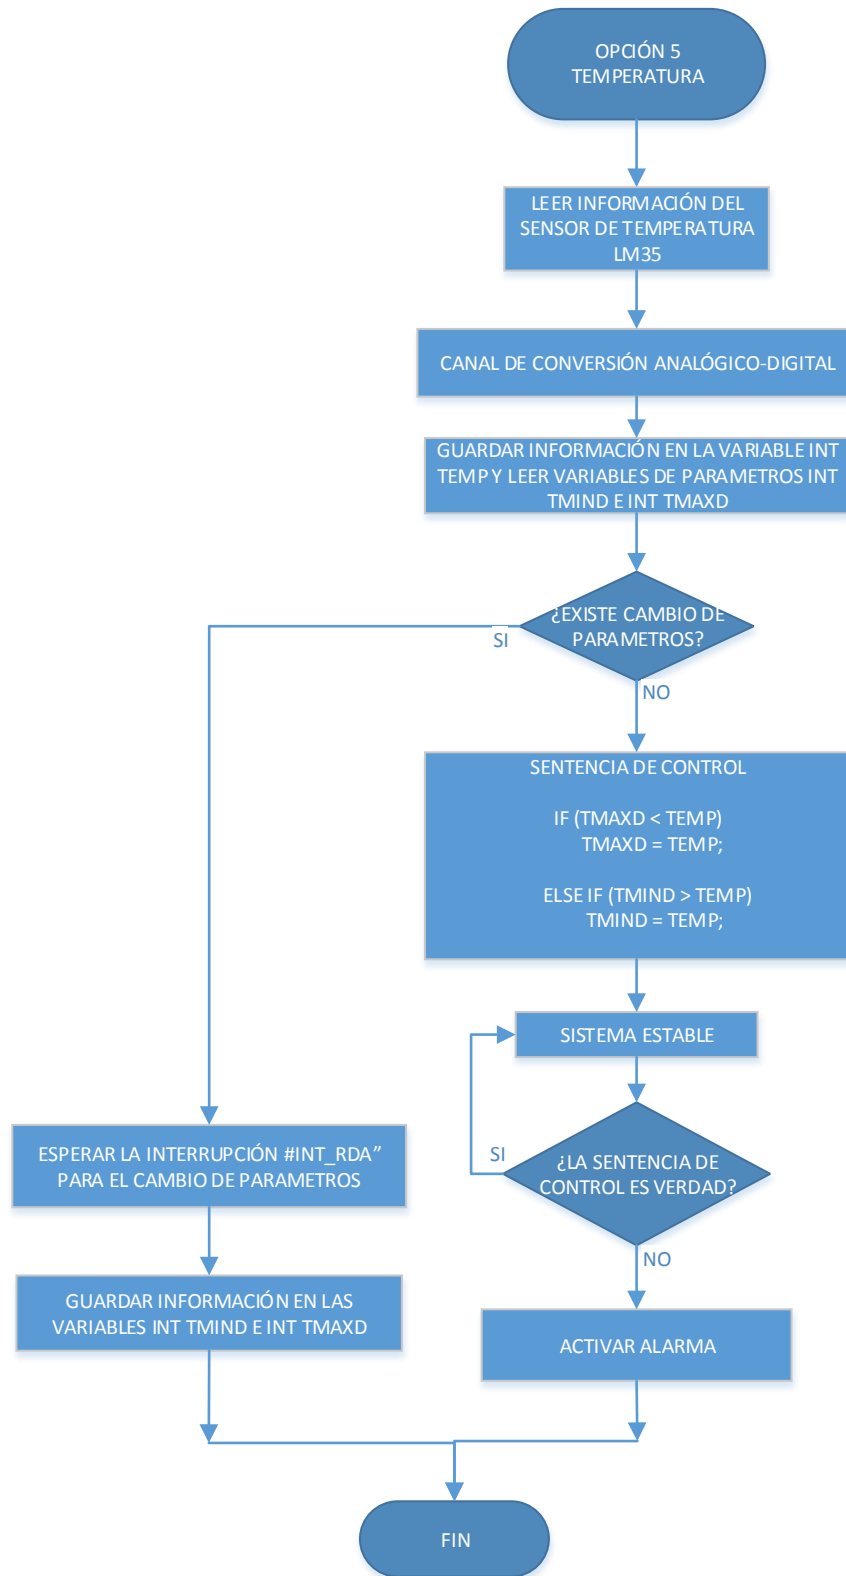 OPCIÓN 5
TEMPERATURA
LEER INFORMACIÓN DEL
SENSOR DE TEMPERATURA
LM35
CANAL DE CONVERSIÓN ANALÓGICO-DIGITAL
GUARDAR INFORMACIÓN EN LA VARIABLE INT
TEMP Y LEER VARIABLES DE PARAMETROS INT
TMIND E INT TMAXD
¿EXISTE CAMBIO DE
PARAMETROS?
SI
NO
SENTENCIA DE CONTROL
IF (TMAXD < TEMP)
TMAXD = TEMP;
ELSE IF (TMIND > TEMP)
TMIND = TEMP;
SISTEMA ESTABLE
¿LA SENTENCIA DE
CONTROL ES VERDAD?
SI
NO
ESPERAR LA INTERRUPCIÓN #INT_RDA”
PARA EL CAMBIO DE PARAMETROS
GUARDAR INFORMACIÓN EN LAS
VARIABLES INT TMIND E INT TMAXD
ACTIVAR ALARMA
FIN